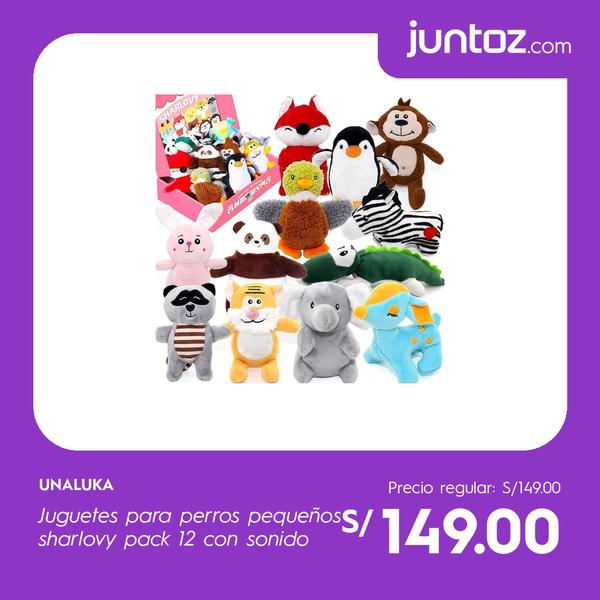 juntoz.com
SHARLOVY
UNALUKA
Precio regular: S/149.00
Juguetes para perros pequeños
sharlovy pack 12 con sonido
S/ 149.00